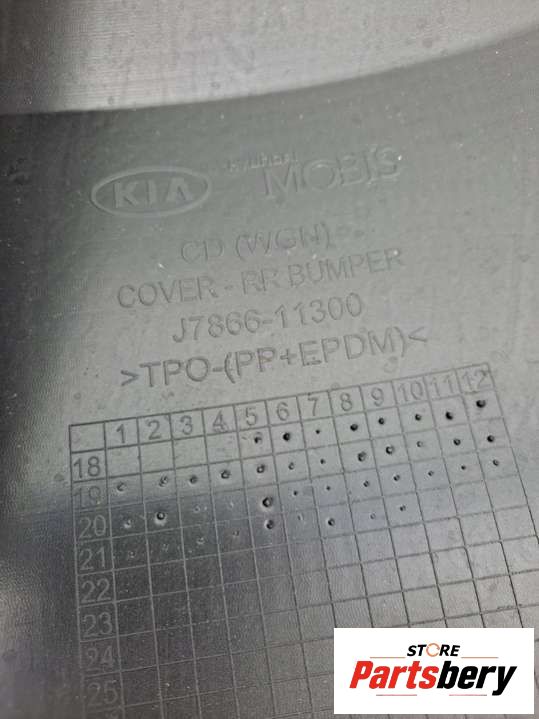 KIA HYUNDAI MOBIS
CD (WGN)
COVER - RR BUMPER
J7866-11300
>TPO-(PP+EPDM)<
1 2 3 4 5 6 7 8 9 10 11 12
18
19
20
21
22
23
24
25
STORE
Partsbery